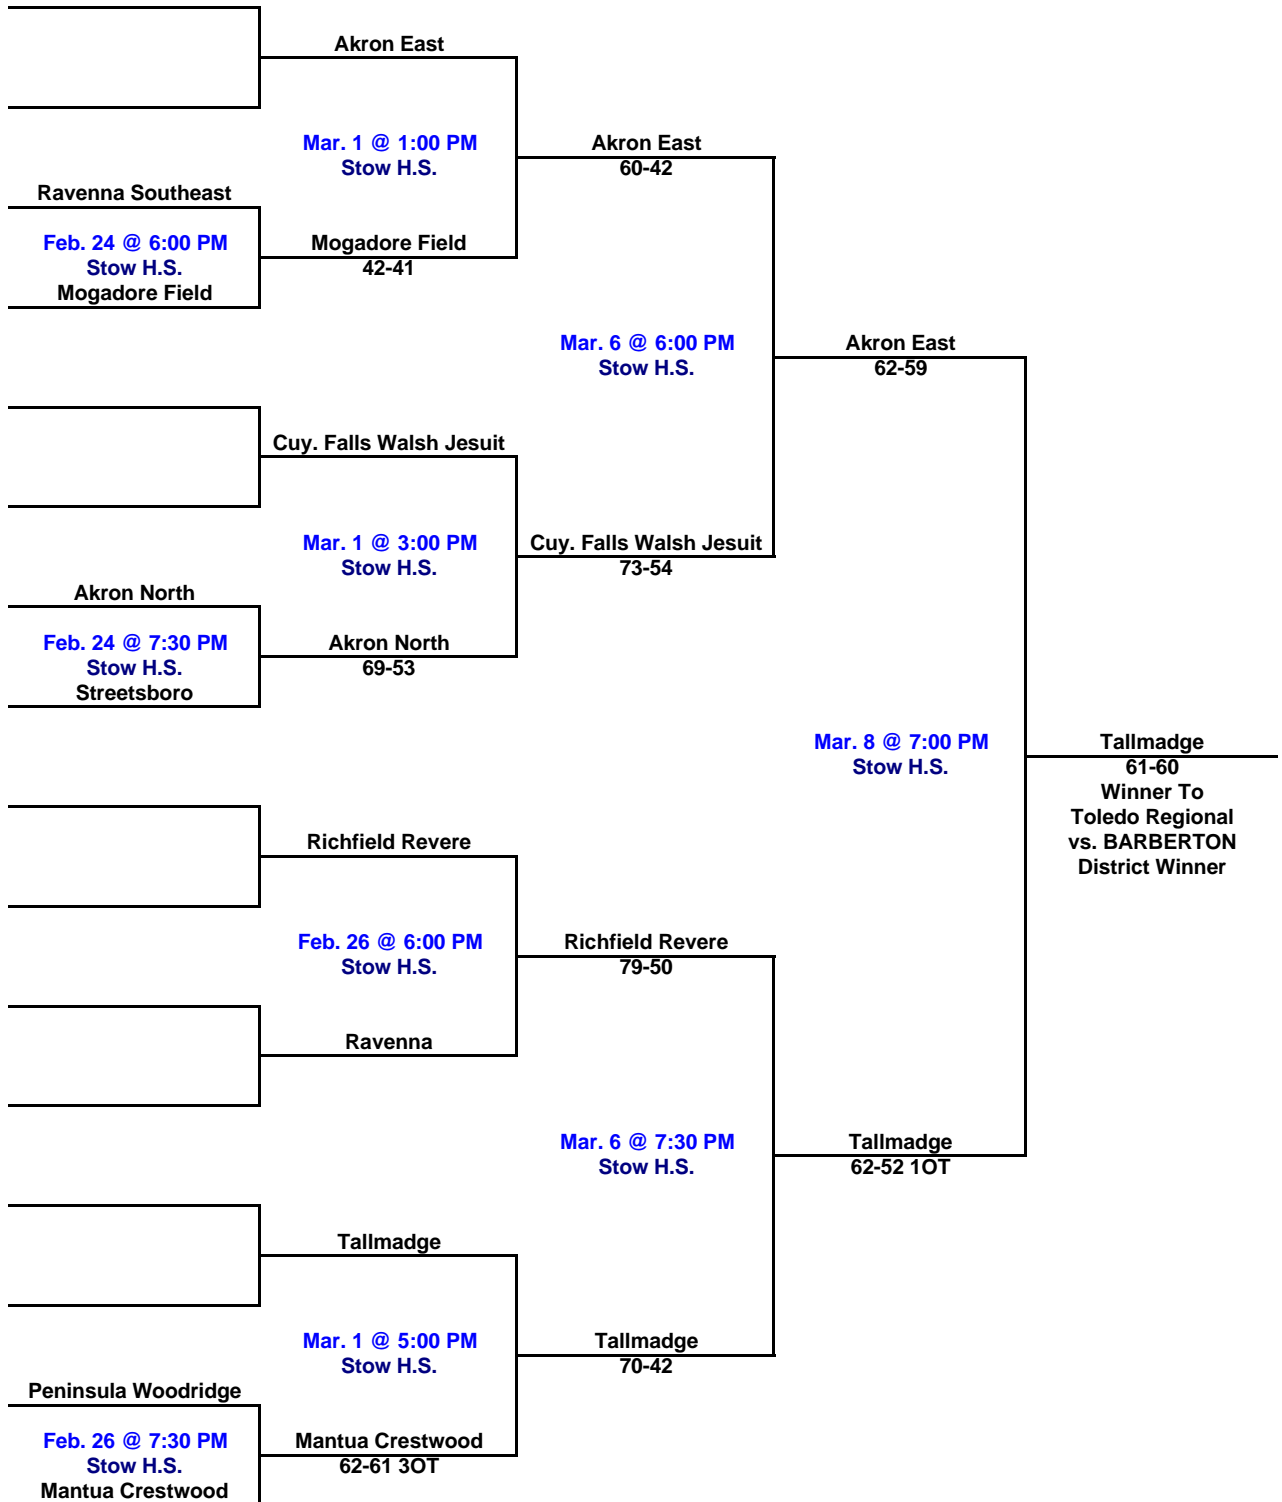 Akron East
Mar. 1 @ 1:00 PM
Stow H.S.
Akron East
60-42
Ravenna Southeast
Feb. 24 @ 6:00 PM
Stow H.S.
Mogadore Field
Mogadore Field
42-41
Mar. 6 @ 6:00 PM
Stow H.S.
Akron East
62-59
Cuy. Falls Walsh Jesuit
Mar. 1 @ 3:00 PM
Stow H.S.
Cuy. Falls Walsh Jesuit
73-54
Akron North
Feb. 24 @ 7:30 PM
Stow H.S.
Streetsboro
Akron North
69-53
Mar. 8 @ 7:00 PM
Stow H.S.
Tallmadge
61-60
Winner To
Toledo Regional
vs. BARBERTON
District Winner
Richfield Revere
Feb. 26 @ 6:00 PM
Stow H.S.
Richfield Revere
79-50
Ravenna
Mar. 6 @ 7:30 PM
Stow H.S.
Tallmadge
62-52 1OT
Tallmadge
Mar. 1 @ 5:00 PM
Stow H.S.
Tallmadge
70-42
Peninsula Woodridge
Feb. 26 @ 7:30 PM
Stow H.S.
Mantua Crestwood
Mantua Crestwood
62-61 3OT